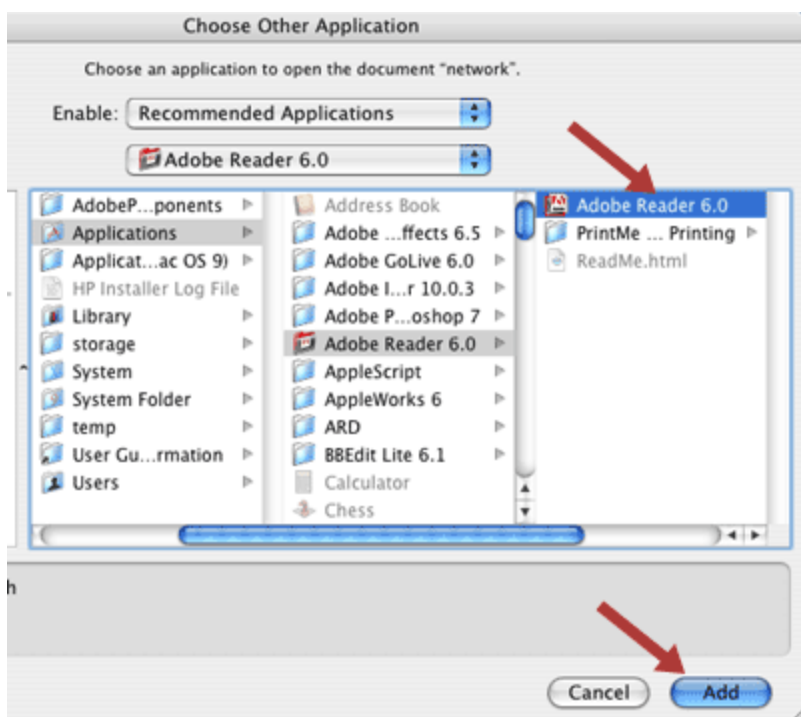 Choose Other Application
Choose an application to open the document “network”.
Enable: Recommended Applications
Adobe Reader 6.0
AdobeP...ponents
Applications
Applicat...ac OS 9)
HP Installer Log File
Library
storage
System
System Folder
temp
User Gu...rmation
Users
Address Book
Adobe ...ffects 6.5
Adobe GoLive 6.0
Adobe I...r 10.0.3
Adobe P...oshop 7
Adobe Reader 6.0
AppleScript
AppleWorks 6
ARD
BBEdit Lite 6.1
Calculator
Chess
Adobe Reader 6.0
PrintMe ... Printing
ReadMe.html
h
Cancel
Add